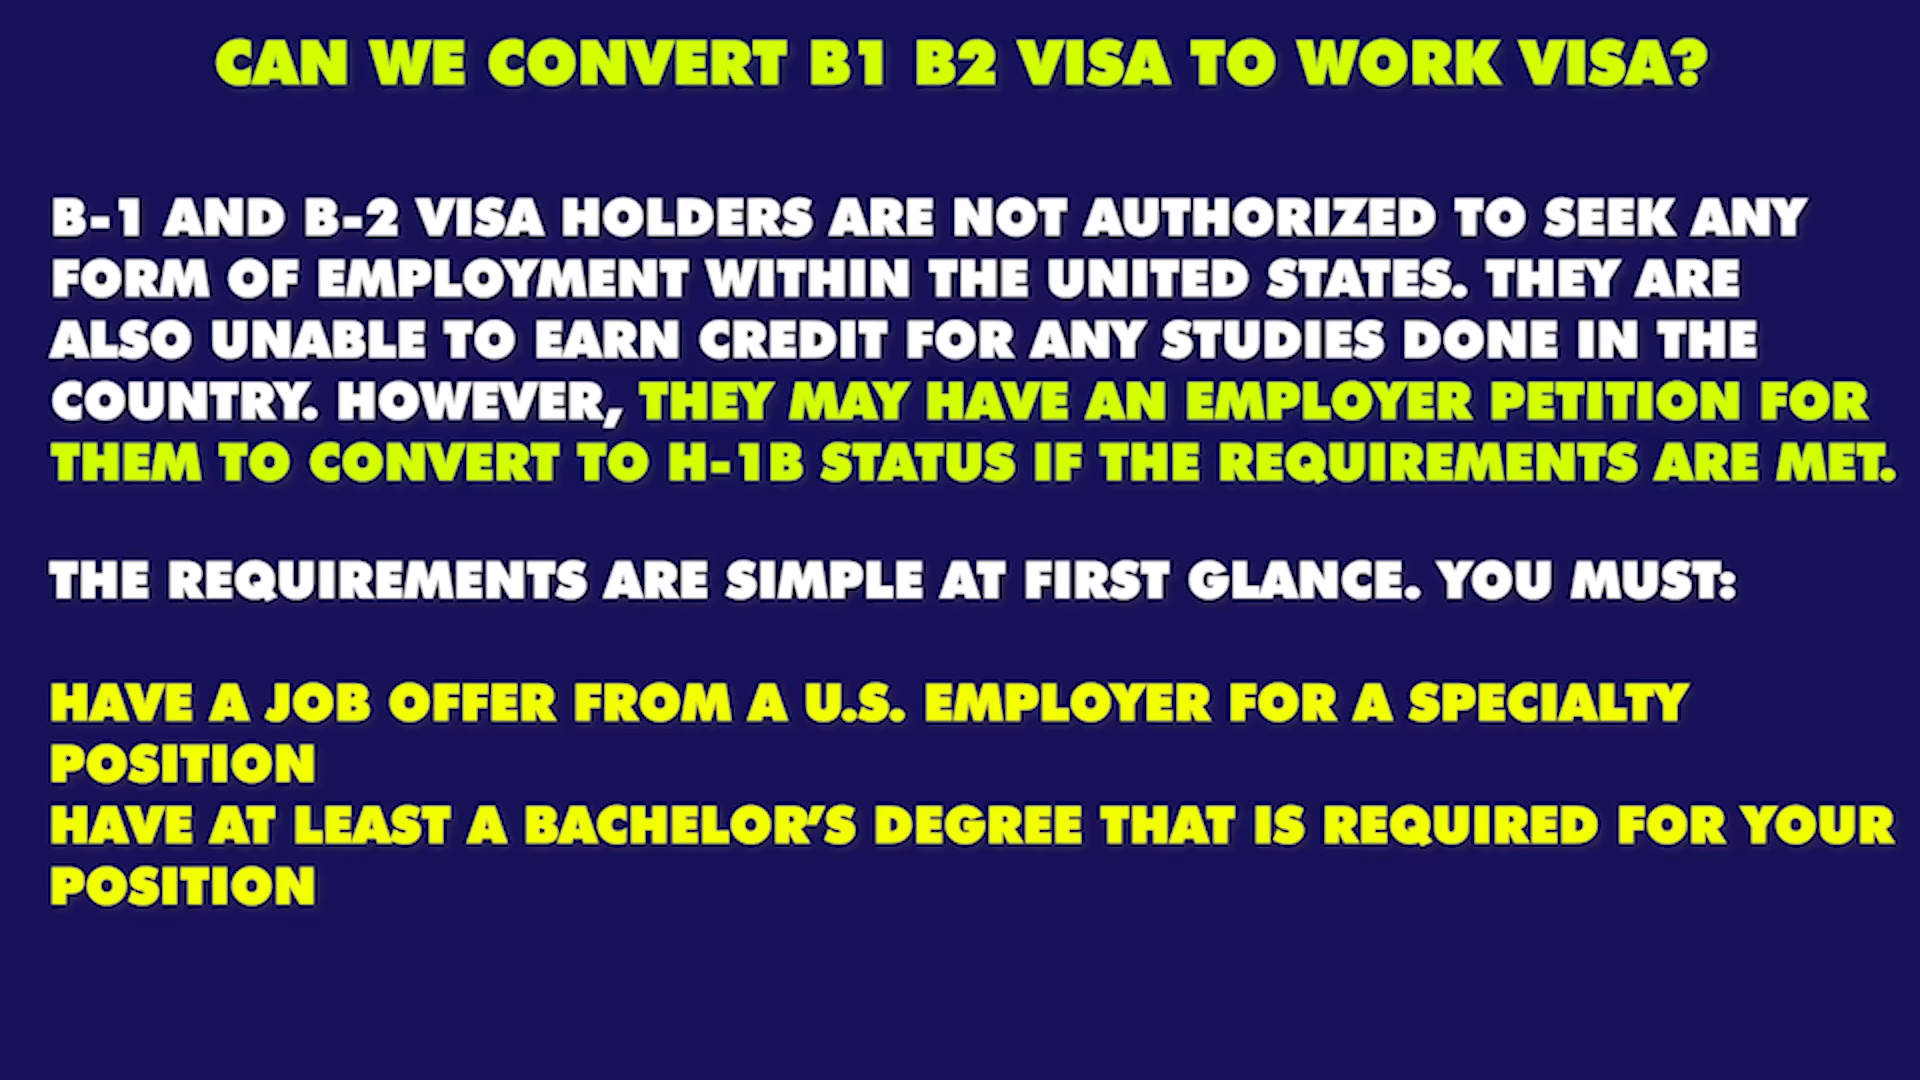 CAN WE CONVERT B1 B2 VISA TO WORK VISA?
B-1 AND B-2 VISA HOLDERS ARE NOT AUTHORIZED TO SEEK ANY
FORM OF EMPLOYMENT WITHIN THE UNITED STATES. THEY ARE
ALSO UNABLE TO EARN CREDIT FOR ANY STUDIES DONE IN THE
COUNTRY. HOWEVER, THEY MAY HAVE AN EMPLOYER PETITION FOR
THEM TO CONVERT TO H-1B STATUS IF THE REQUIREMENTS ARE MET.
THE REQUIREMENTS ARE SIMPLE AT FIRST GLANCE. YOU MUST:
HAVE A JOB OFFER FROM A U.S. EMPLOYER FOR A SPECIALTY
POSITION
HAVE AT LEAST A BACHELOR’S DEGREE THAT IS REQUIRED FOR YOUR
POSITION